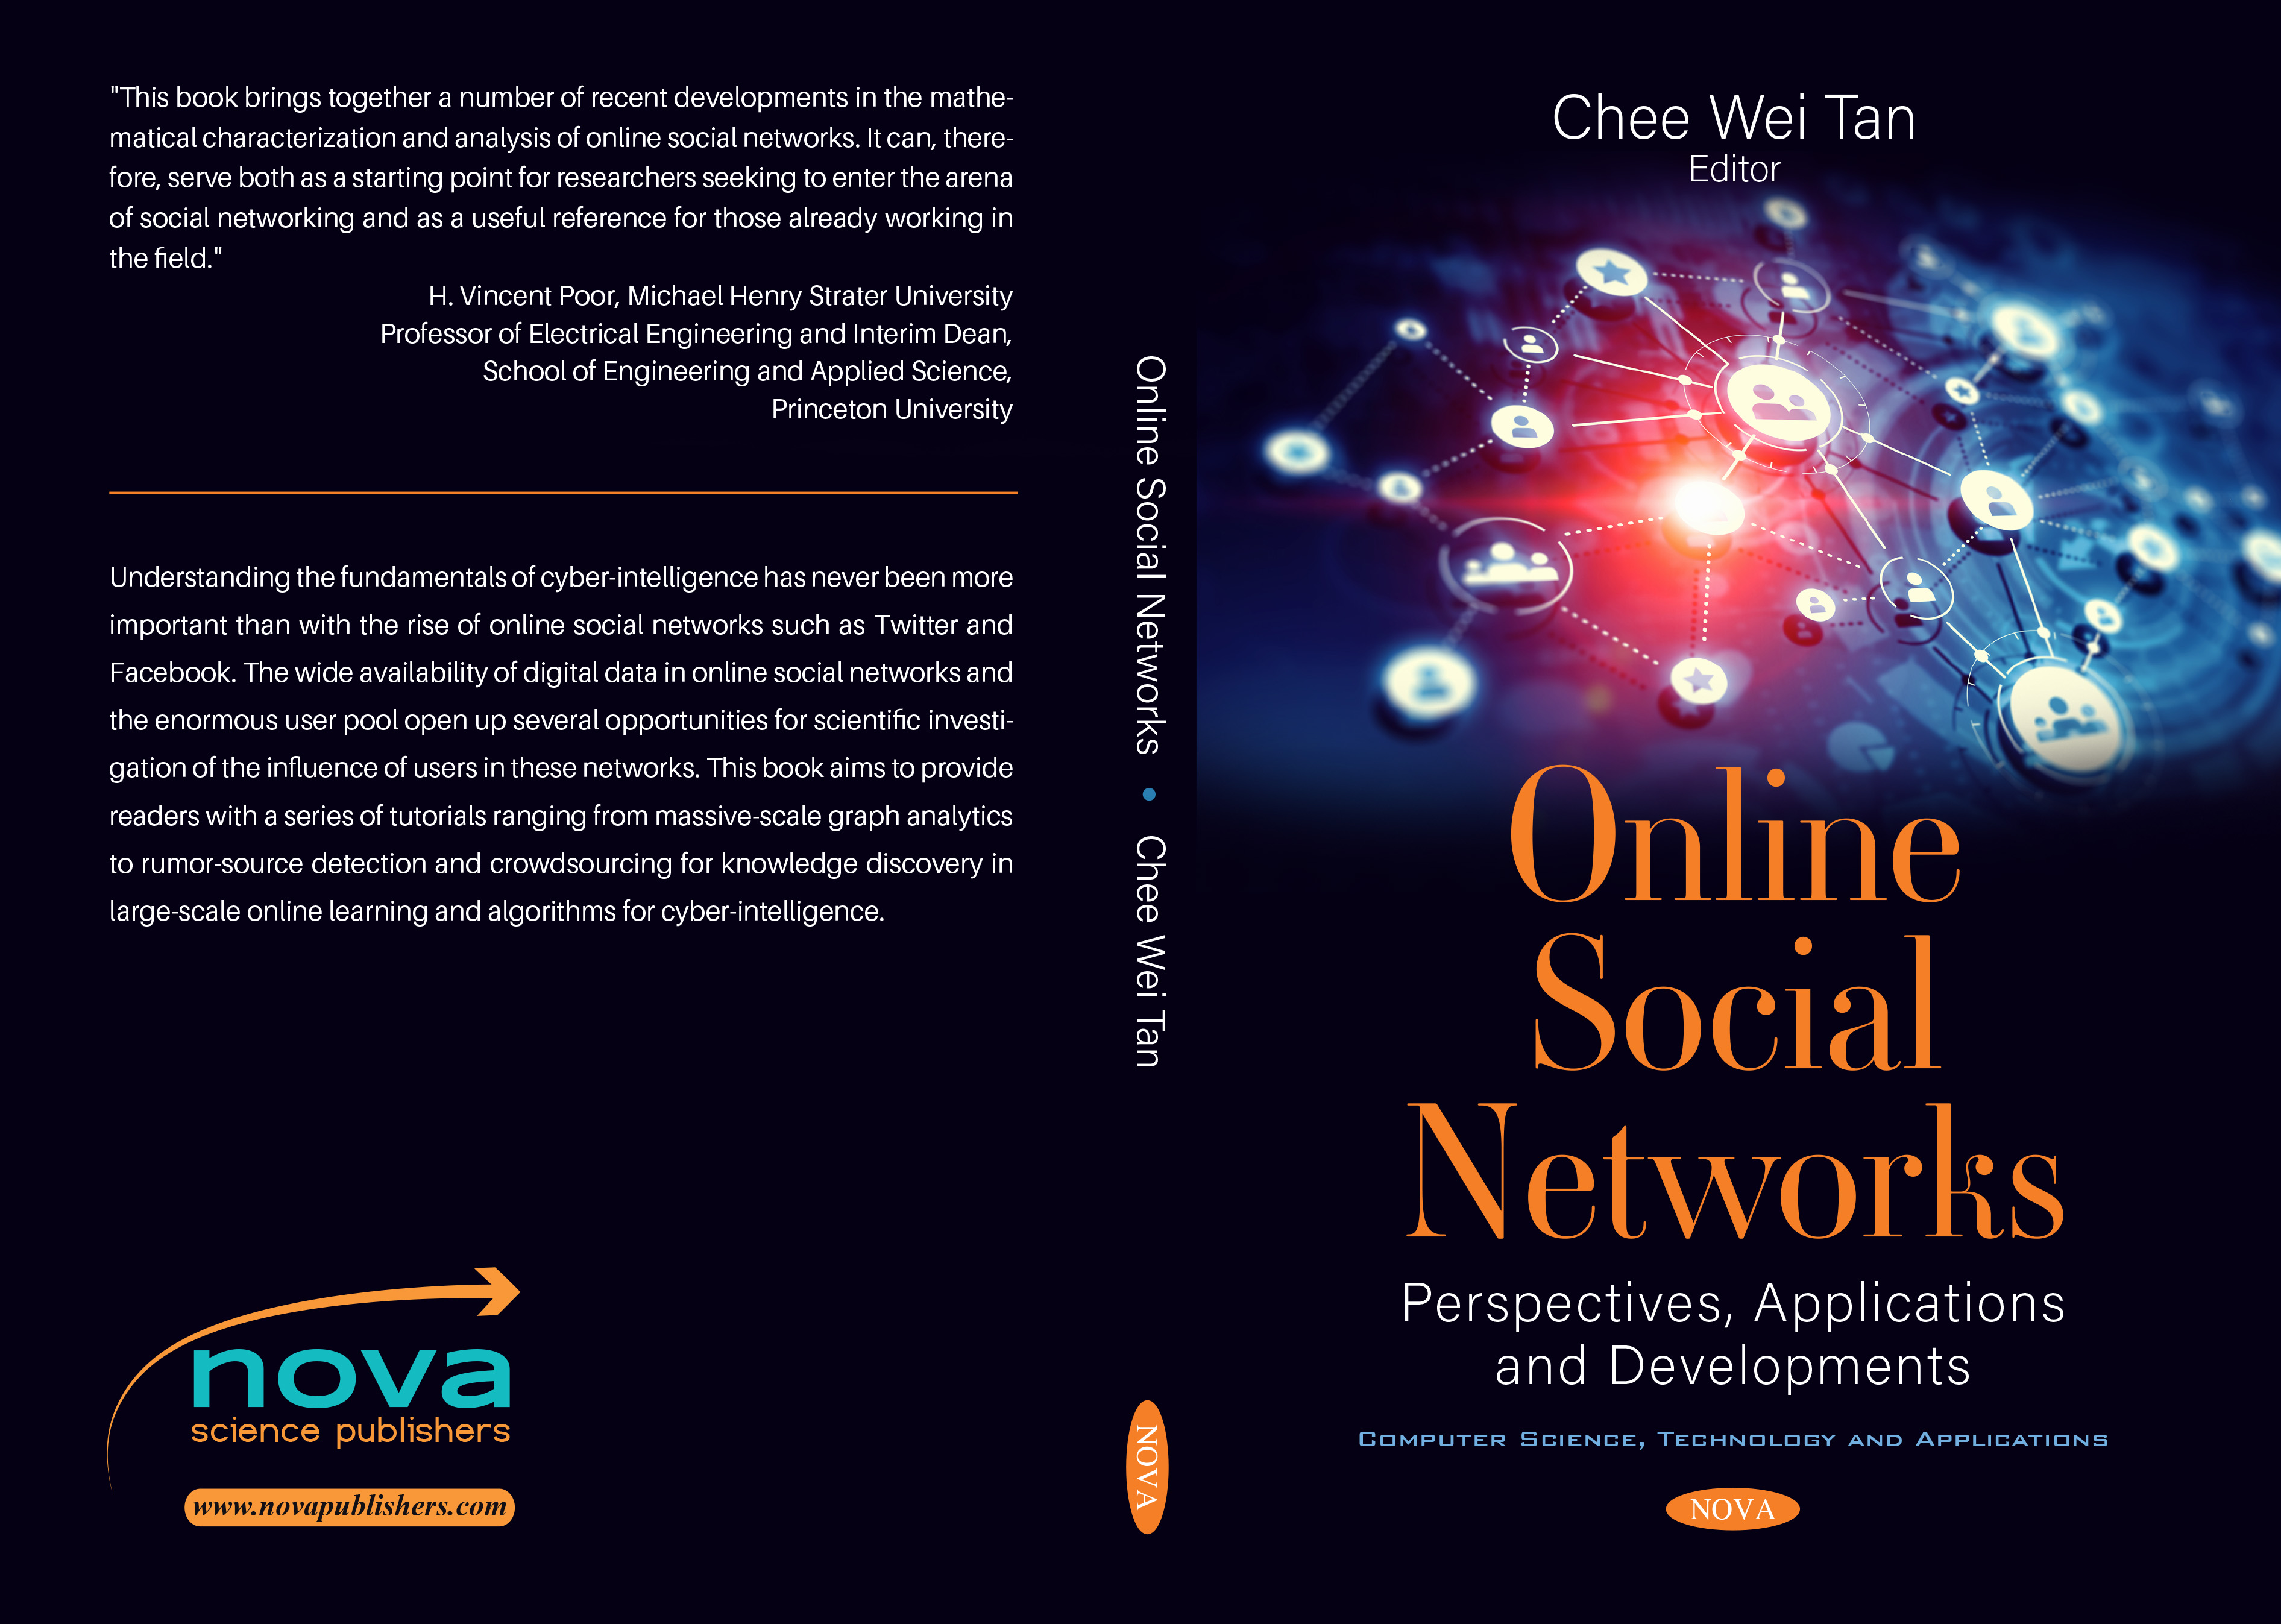 "This book brings together a number of recent developments in the mathe-
matical characterization and analysis of online social networks. It can, there-
fore, serve both as a starting point for researchers seeking to enter the arena
of social networking and as a useful reference for those already working in
the field."
H. Vincent Poor, Michael Henry Strater University
Professor of Electrical Engineering and Interim Dean,
School of Engineering and Applied Science,
Princeton University
Understanding the fundamentals of cyber-intelligence has never been more
important than with the rise of online social networks such as Twitter and
Facebook. The wide availability of digital data in online social networks and
the enormous user pool open up several opportunities for scientific investi-
gation of the influence of users in these networks. This book aims to provide
readers with a series of tutorials ranging from massive-scale graph analytics
to rumor-source detection and crowdsourcing for knowledge discovery in
large-scale online learning and algorithms for cyber-intelligence.
nova
science publishers
www.novapublishers.com
Online Social Networks • Chee Wei Tan
NOVA
Chee Wei Tan
Editor
Online
Social
Networks
Perspectives, Applications
and Developments
Computer Science, Technology and Applications
NOVA